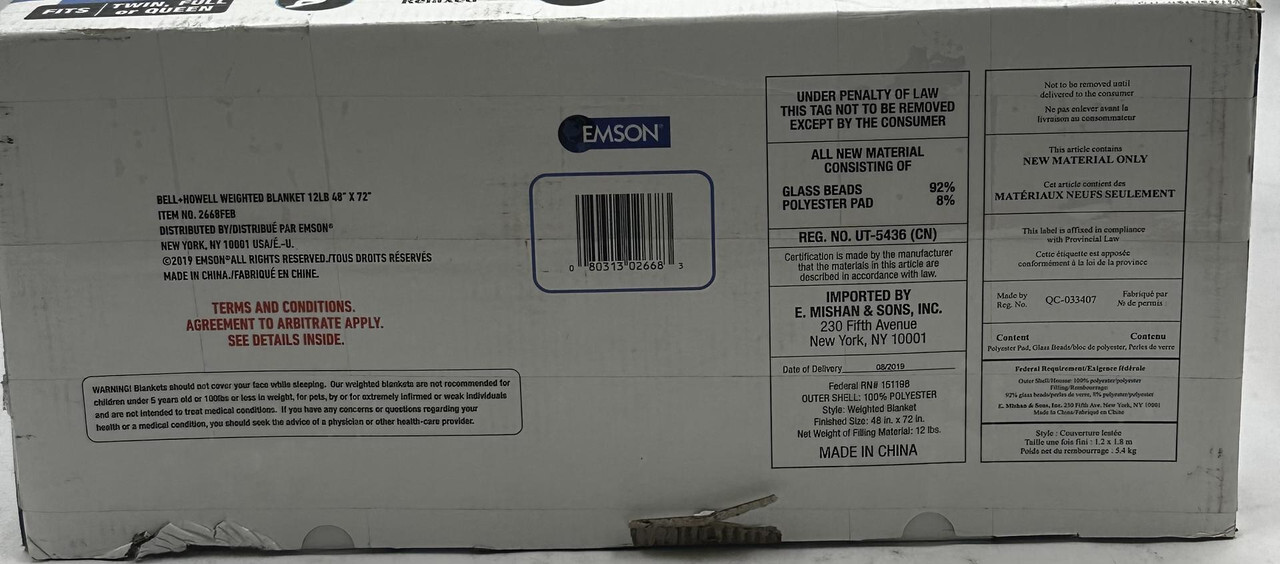 FITS
TWIN, FULL
or QUEEN
Relaxed
EMSON®
BELL+HOWELL WEIGHTED BLANKET 12LB 48" X 72"
ITEM NO. 2668FEB
DISTRIBUTED BY/DISTRIBUÉ PAR EMSON®
NEW YORK, NY 10001 USA/É.-U.
©2019 EMSON® ALL RIGHTS RESERVED./TOUS DROITS RÉSERVÉS
MADE IN CHINA./FABRIQUÉ EN CHINE.
TERMS AND CONDITIONS.
AGREEMENT TO ARBITRATE APPLY.
SEE DETAILS INSIDE.
WARNING! Blankets should not cover your face while sleeping. Our weighted blankets are not recommended for
children under 5 years old or 100lbs or less in weight, for pets, by or for extremely infirmed or weak individuals
and are not intended to treat medical conditions. If you have any concerns or questions regarding your
health or a medical condition, you should seek the advice of a physician or other health-care provider.
0 80313 02668 3
UNDER PENALTY OF LAW
THIS TAG NOT TO BE REMOVED
EXCEPT BY THE CONSUMER
ALL NEW MATERIAL
CONSISTING OF
GLASS BEADS 92%
POLYESTER PAD 8%
REG. NO. UT-5436 (CN)
Certification is made by the manufacturer
that the materials in this article are
described in accordance with law.
IMPORTED BY
E. MISHAN & SONS, INC.
230 Fifth Avenue
New York, NY 10001
Date of Delivery 08/2019
Federal RN# 151198
OUTER SHELL: 100% POLYESTER
Style: Weighted Blanket
Finished Size: 48 in. x 72 in.
Net Weight of Filling Material: 12 lbs.
MADE IN CHINA
Not to be removed until
delivered to the consumer
Ne pas enlever avant la
livraison au consommateur
This article contains
NEW MATERIAL ONLY
Cet article contient des
MATÉRIAUX NEUFS SEULEMENT
This label is affixed in compliance
with Provincial Law
Cette étiquette est apposée
conformément à la loi de la province
Made by
Reg. No.
QC-033407
Fabriqué par
No de permis :
Content Contenu
Polyester Pad, Glass Beads/bloc de polyester, Perles de verre
Federal Requirement/Exigence fédérale
Outer Shell/Housse: 100% polyester/polyester
Filling/Rembourrage:
92% glass beads/perles de verre, 8% polyester/polyester
E. Mishan & Sons, Inc. 230 Fifth Ave. New York, NY 10001
Made in China/Fabriqué en Chine
Style : Couverture lestée
Taille une fois fini : 1.2 x 1.8 m
Poids net du rembourrage : 5.4 kg